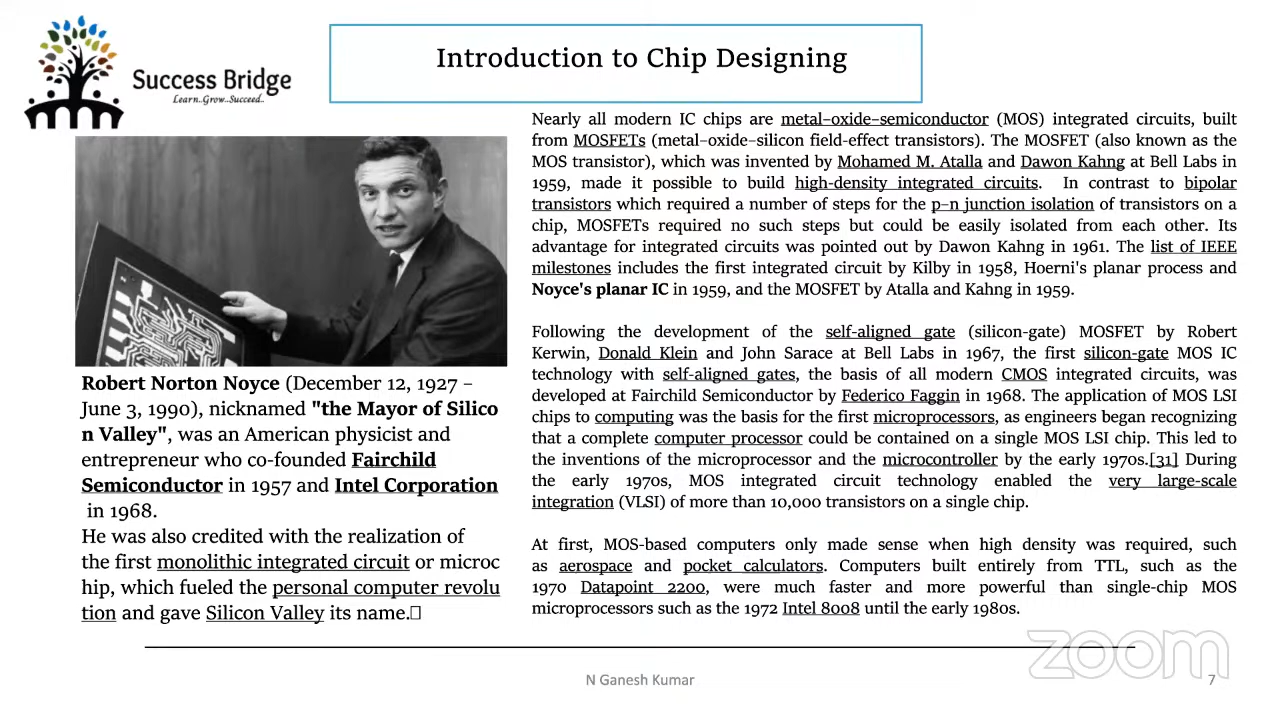 Success Bridge
Learn..Grow...Succeed..
Introduction to Chip Designing
Robert Norton Noyce (December 12, 1927 –
June 3, 1990), nicknamed "the Mayor of Silico
n Valley", was an American physicist and
entrepreneur who co-founded Fairchild
Semiconductor in 1957 and Intel Corporation
in 1968.
He was also credited with the realization of
the first monolithic integrated circuit or microc
hip, which fueled the personal computer revolu
tion and gave Silicon Valley its name.
Nearly all modern IC chips are metal–oxide–semiconductor (MOS) integrated circuits, built
from MOSFETs (metal–oxide–silicon field-effect transistors). The MOSFET (also known as the
MOS transistor), which was invented by Mohamed M. Atalla and Dawon Kahng at Bell Labs in
1959, made it possible to build high-density integrated circuits. In contrast to bipolar
transistors which required a number of steps for the p–n junction isolation of transistors on a
chip, MOSFETs required no such steps but could be easily isolated from each other. Its
advantage for integrated circuits was pointed out by Dawon Kahng in 1961. The list of IEEE
milestones includes the first integrated circuit by Kilby in 1958, Hoerni's planar process and
Noyce's planar IC in 1959, and the MOSFET by Atalla and Kahng in 1959.
Following the development of the self-aligned gate (silicon-gate) MOSFET by Robert
Kerwin, Donald Klein and John Sarace at Bell Labs in 1967, the first silicon-gate MOS IC
technology with self-aligned gates, the basis of all modern CMOS integrated circuits, was
developed at Fairchild Semiconductor by Federico Faggin in 1968. The application of MOS LSI
chips to computing was the basis for the first microprocessors, as engineers began recognizing
that a complete computer processor could be contained on a single MOS LSI chip. This led to
the inventions of the microprocessor and the microcontroller by the early 1970s.[31] During
the early 1970s, MOS integrated circuit technology enabled the very large-scale
integration (VLSI) of more than 10,000 transistors on a single chip.
At first, MOS-based computers only made sense when high density was required, such
as aerospace and pocket calculators. Computers built entirely from TTL, such as the
1970 Datapoint 2200, were much faster and more powerful than single-chip MOS
microprocessors such as the 1972 Intel 8008 until the early 1980s.
zoom
N Ganesh Kumar
7